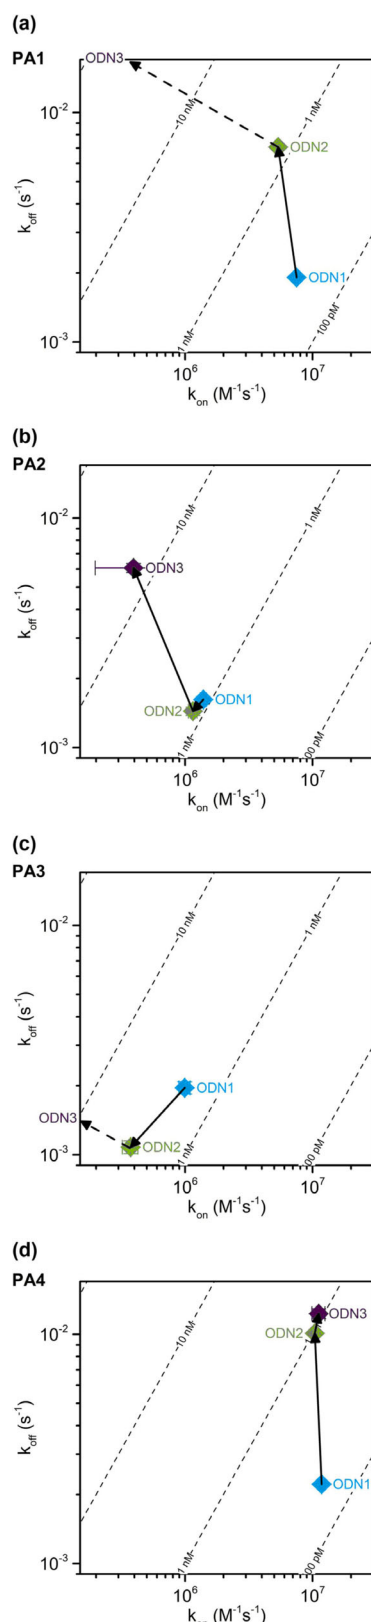 (a)
PA1
ODN3
10 nM
1 nM
10⁻²
ODN2
k_off (s⁻¹)
ODN1
100 pM
10⁻³
1 nM
10⁶
10⁷
k_on (M⁻¹s⁻¹)
(b)
PA2
10 nM
1 nM
10⁻²
ODN3
k_off (s⁻¹)
ODN1
ODN2
00 pM
10⁻³
1 nM
10⁶
10⁷
k_on (M⁻¹s⁻¹)
(c)
PA3
10 nM
1 nM
10⁻²
k_off (s⁻¹)
ODN1
ODN3
ODN2
00 pM
10⁻³
1 nM
10⁶
10⁷
k_on (M⁻¹s⁻¹)
(d)
PA4
10 nM
ODN3
10⁻²
ODN2
k_off (s⁻¹)
ODN1
00 pM
10⁻³
1 nM
10⁶
10⁷
k_on (M⁻¹s⁻¹)